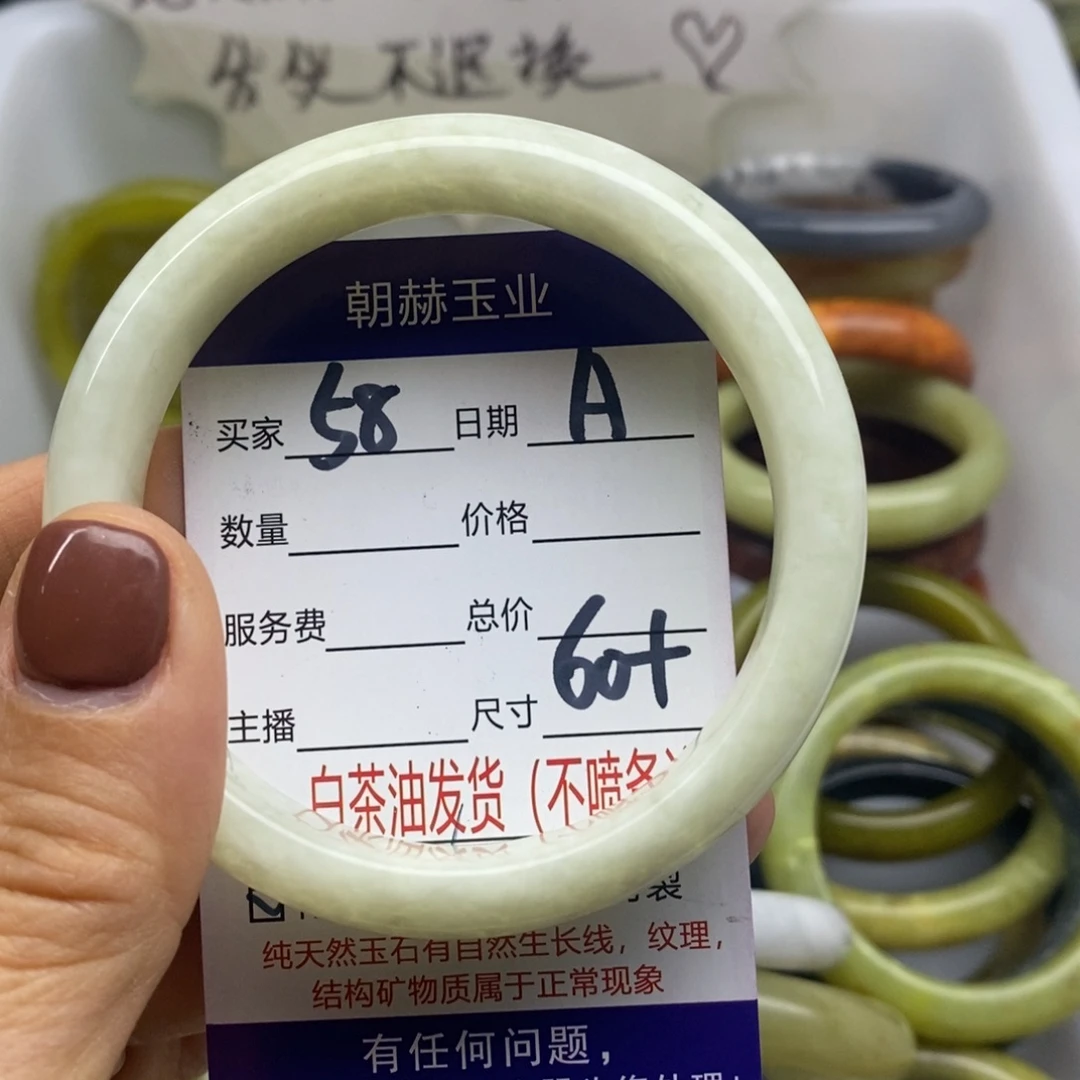 售出不退换
朝赫玉业
买家 58 日期 A
数量 价格
服务费 总价
主播 尺寸 60+
白茶油发货（不喷务
纯天然玉石有自然生长线，纹理，
结构矿物质属于正常现象
有任何问题，